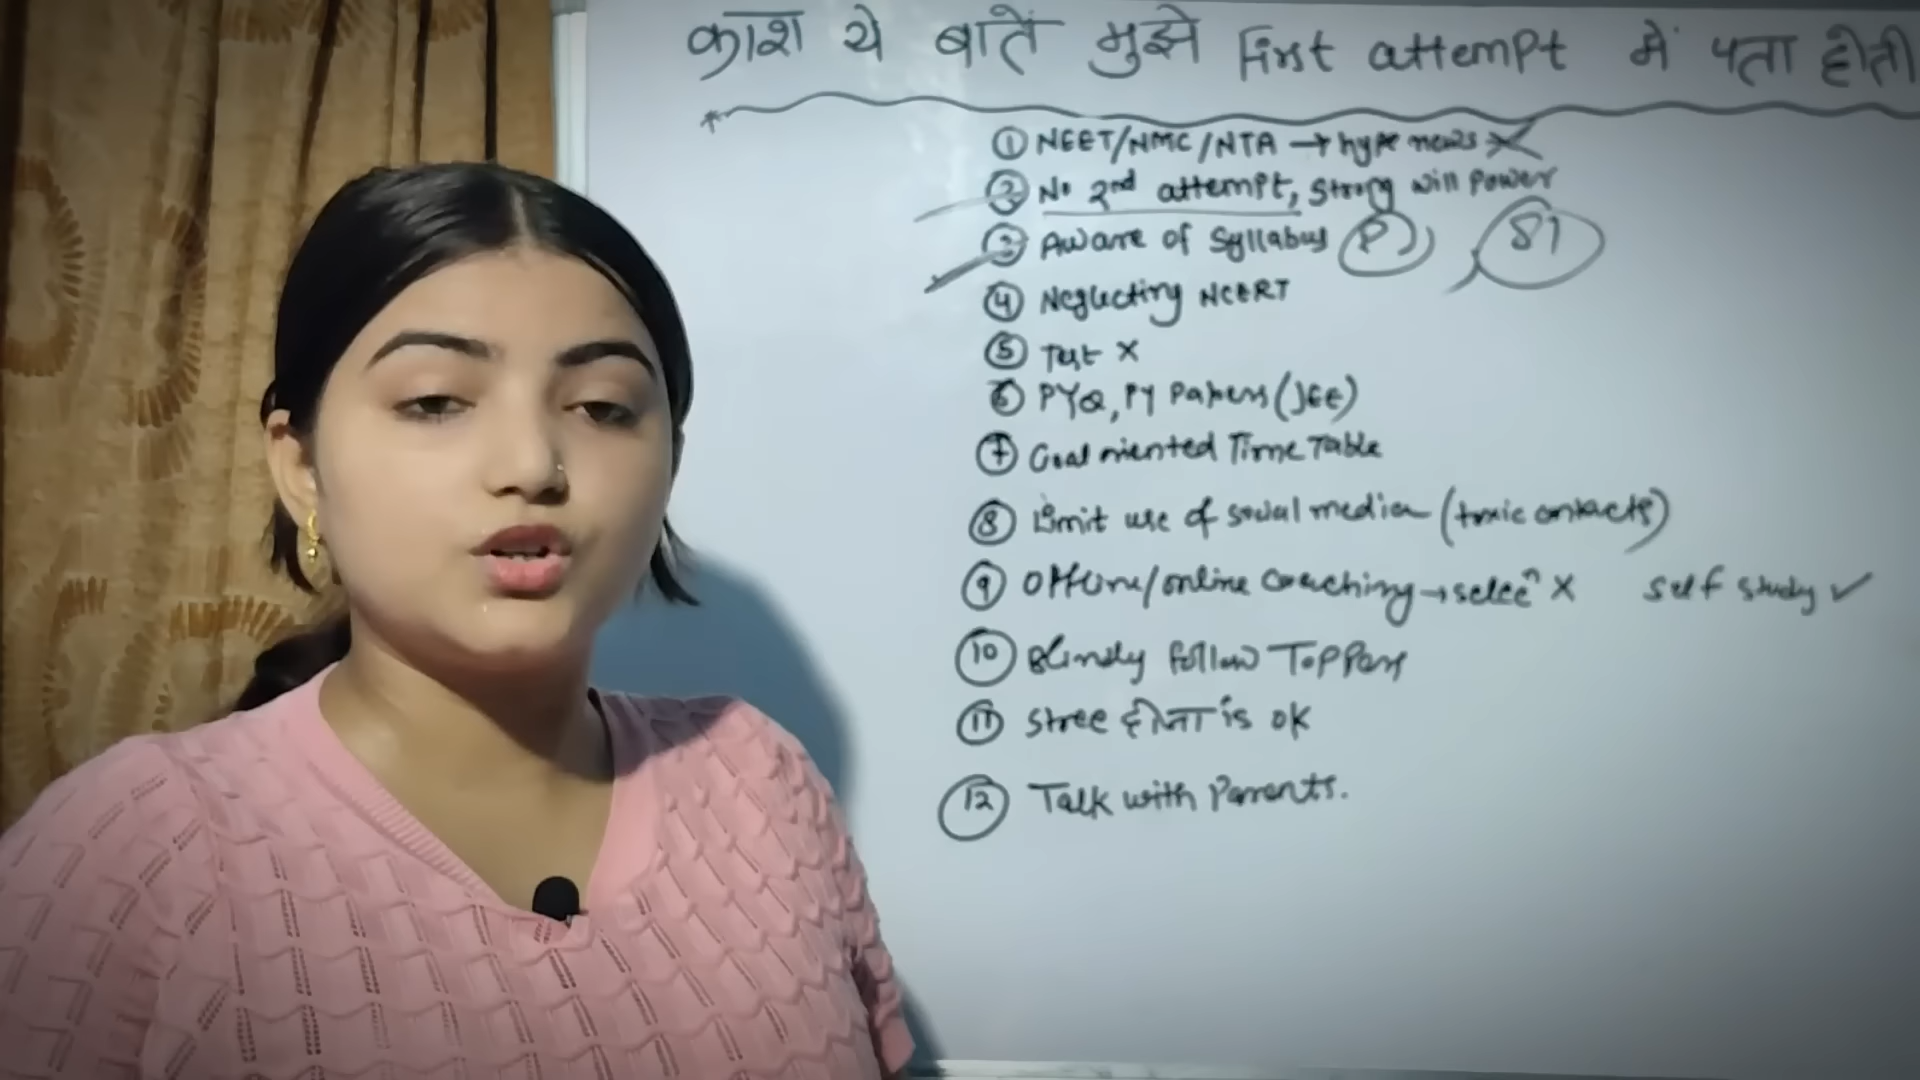 काश ये बातें मुझे First attempt में पता होती
① NEET/NMC/NTA → hype news ✗
② No 2nd attempt, Strong will Power
③ Aware of Syllabus (P) 81
④ Neglecting NCERT
⑤ Test ×
⑥ PYQ, PY Papers (JEE)
⑦ Goal oriented Time Table
⑧ limit use of social media (toxic contacts)
⑨ Offline/online Coaching → selecⁿ × self study ✓
⑩ Blindly follow Toppers
⑪ Stree होना is ok
⑫ Talk with Parents.